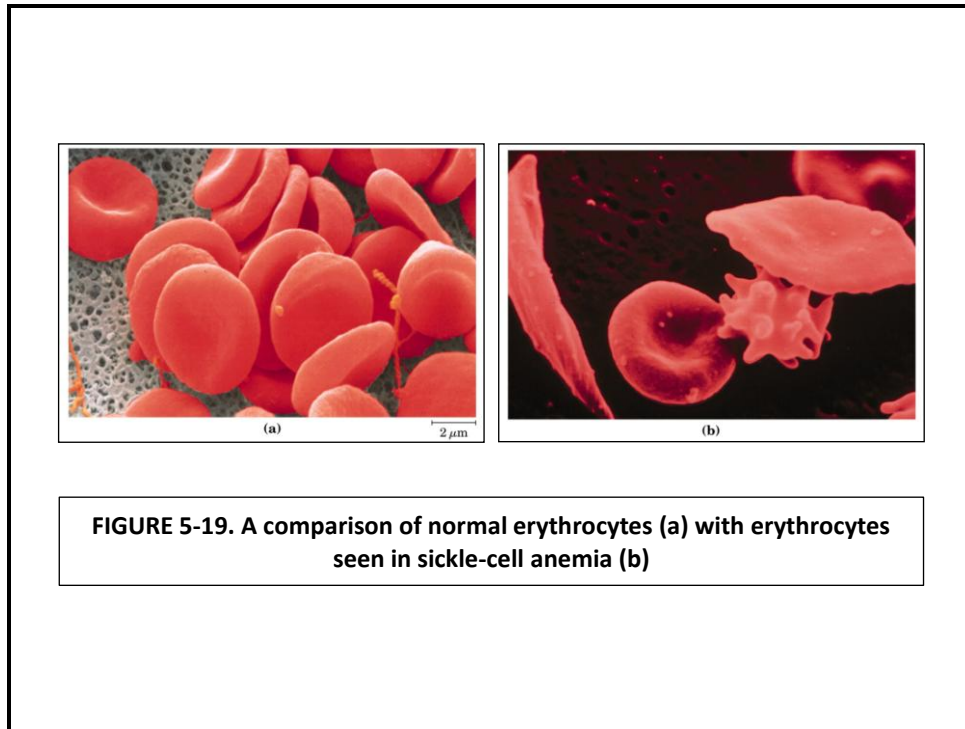 (a)
2 μm
(b)
FIGURE 5-19. A comparison of normal erythrocytes (a) with erythrocytes
seen in sickle-cell anemia (b)